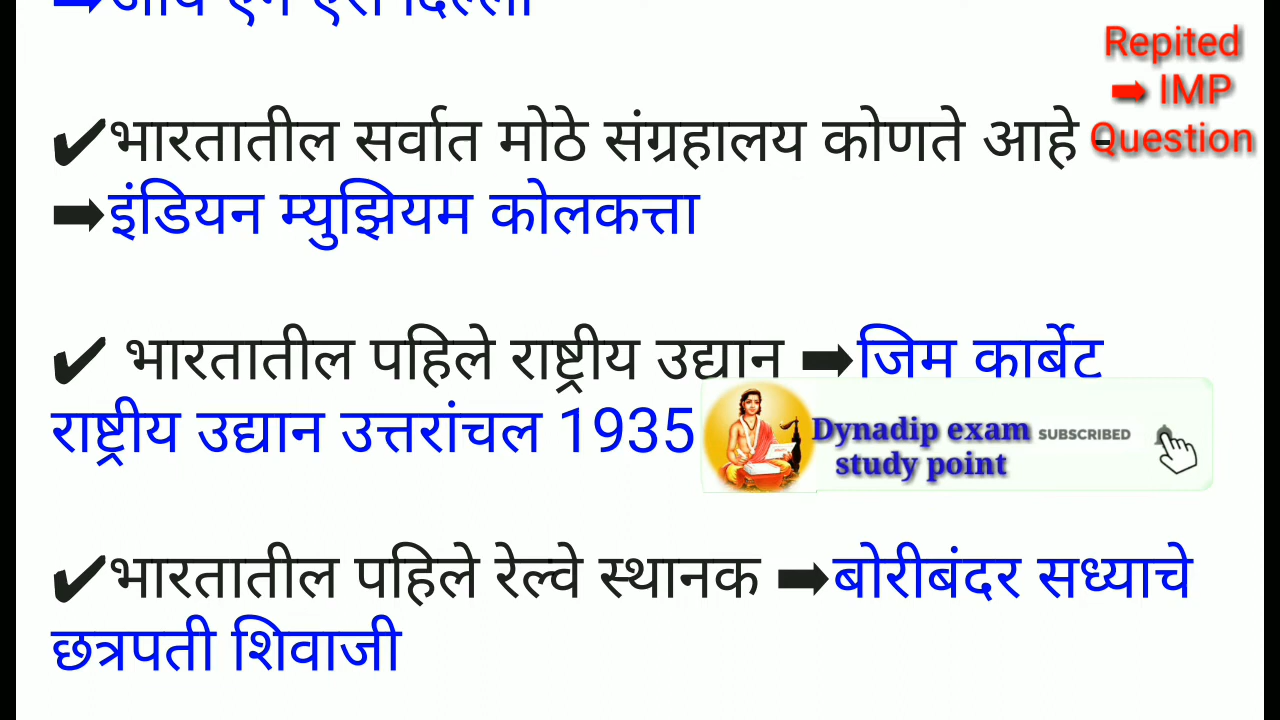 Repited
➡ IMP
Question
✔भारतातील सर्वात मोठे संग्रहालय कोणते आहे -
➡इंडियन म्युझियम कोलकत्ता
✔ भारतातील पहिले राष्ट्रीय उद्यान ➡जिम कार्बेट
राष्ट्रीय उद्यान उत्तरांचल 1935
Dynadip exam
study point
SUBSCRIBED
✔भारतातील पहिले रेल्वे स्थानक ➡बोरीबंदर सध्याचे
छत्रपती शिवाजी